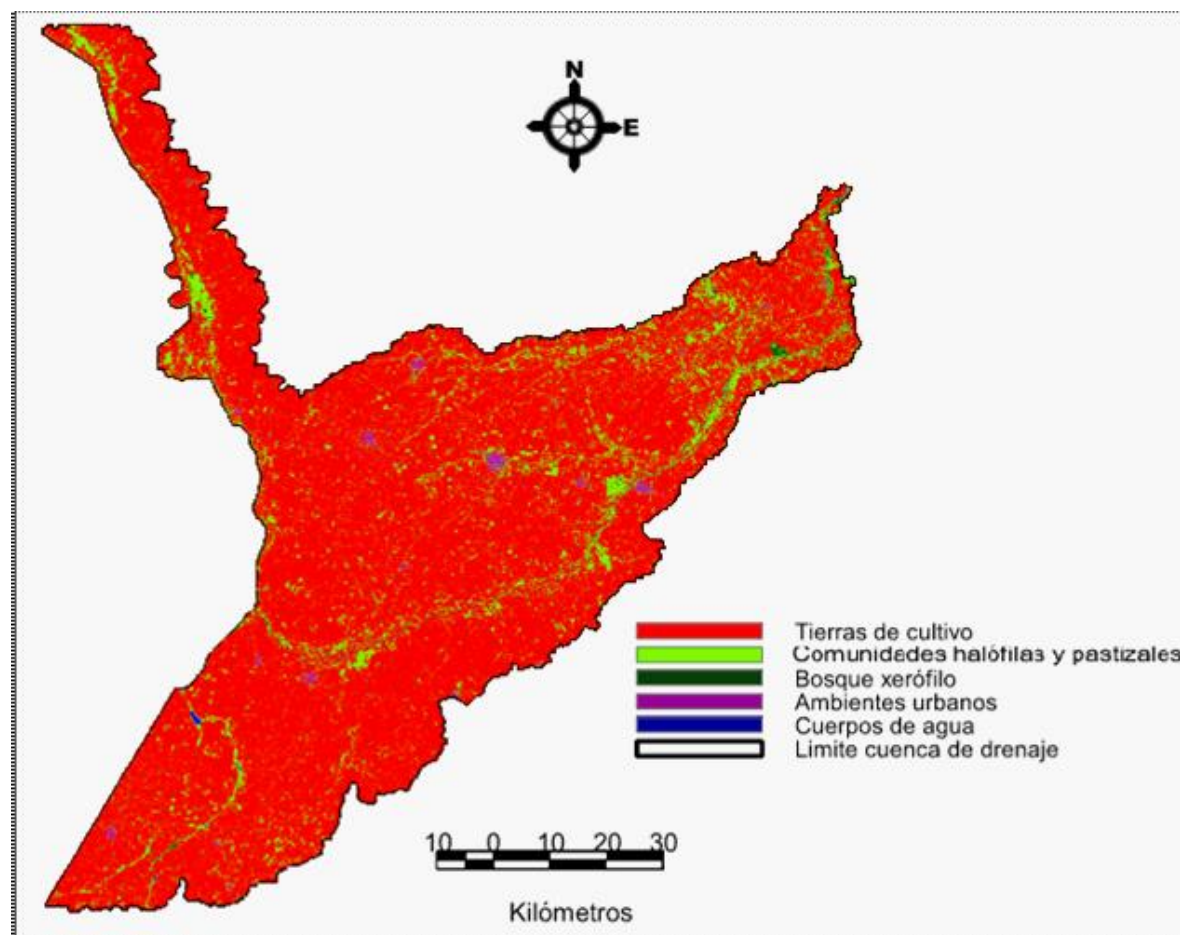 N
E
Tierras de cultivo
Comunidades halófilas y pastizales
Bosque xerófilo
Ambientes urbanos
Cuerpos de agua
Limite cuenca de drenaje
10 0 10 20 30
Kilómetros